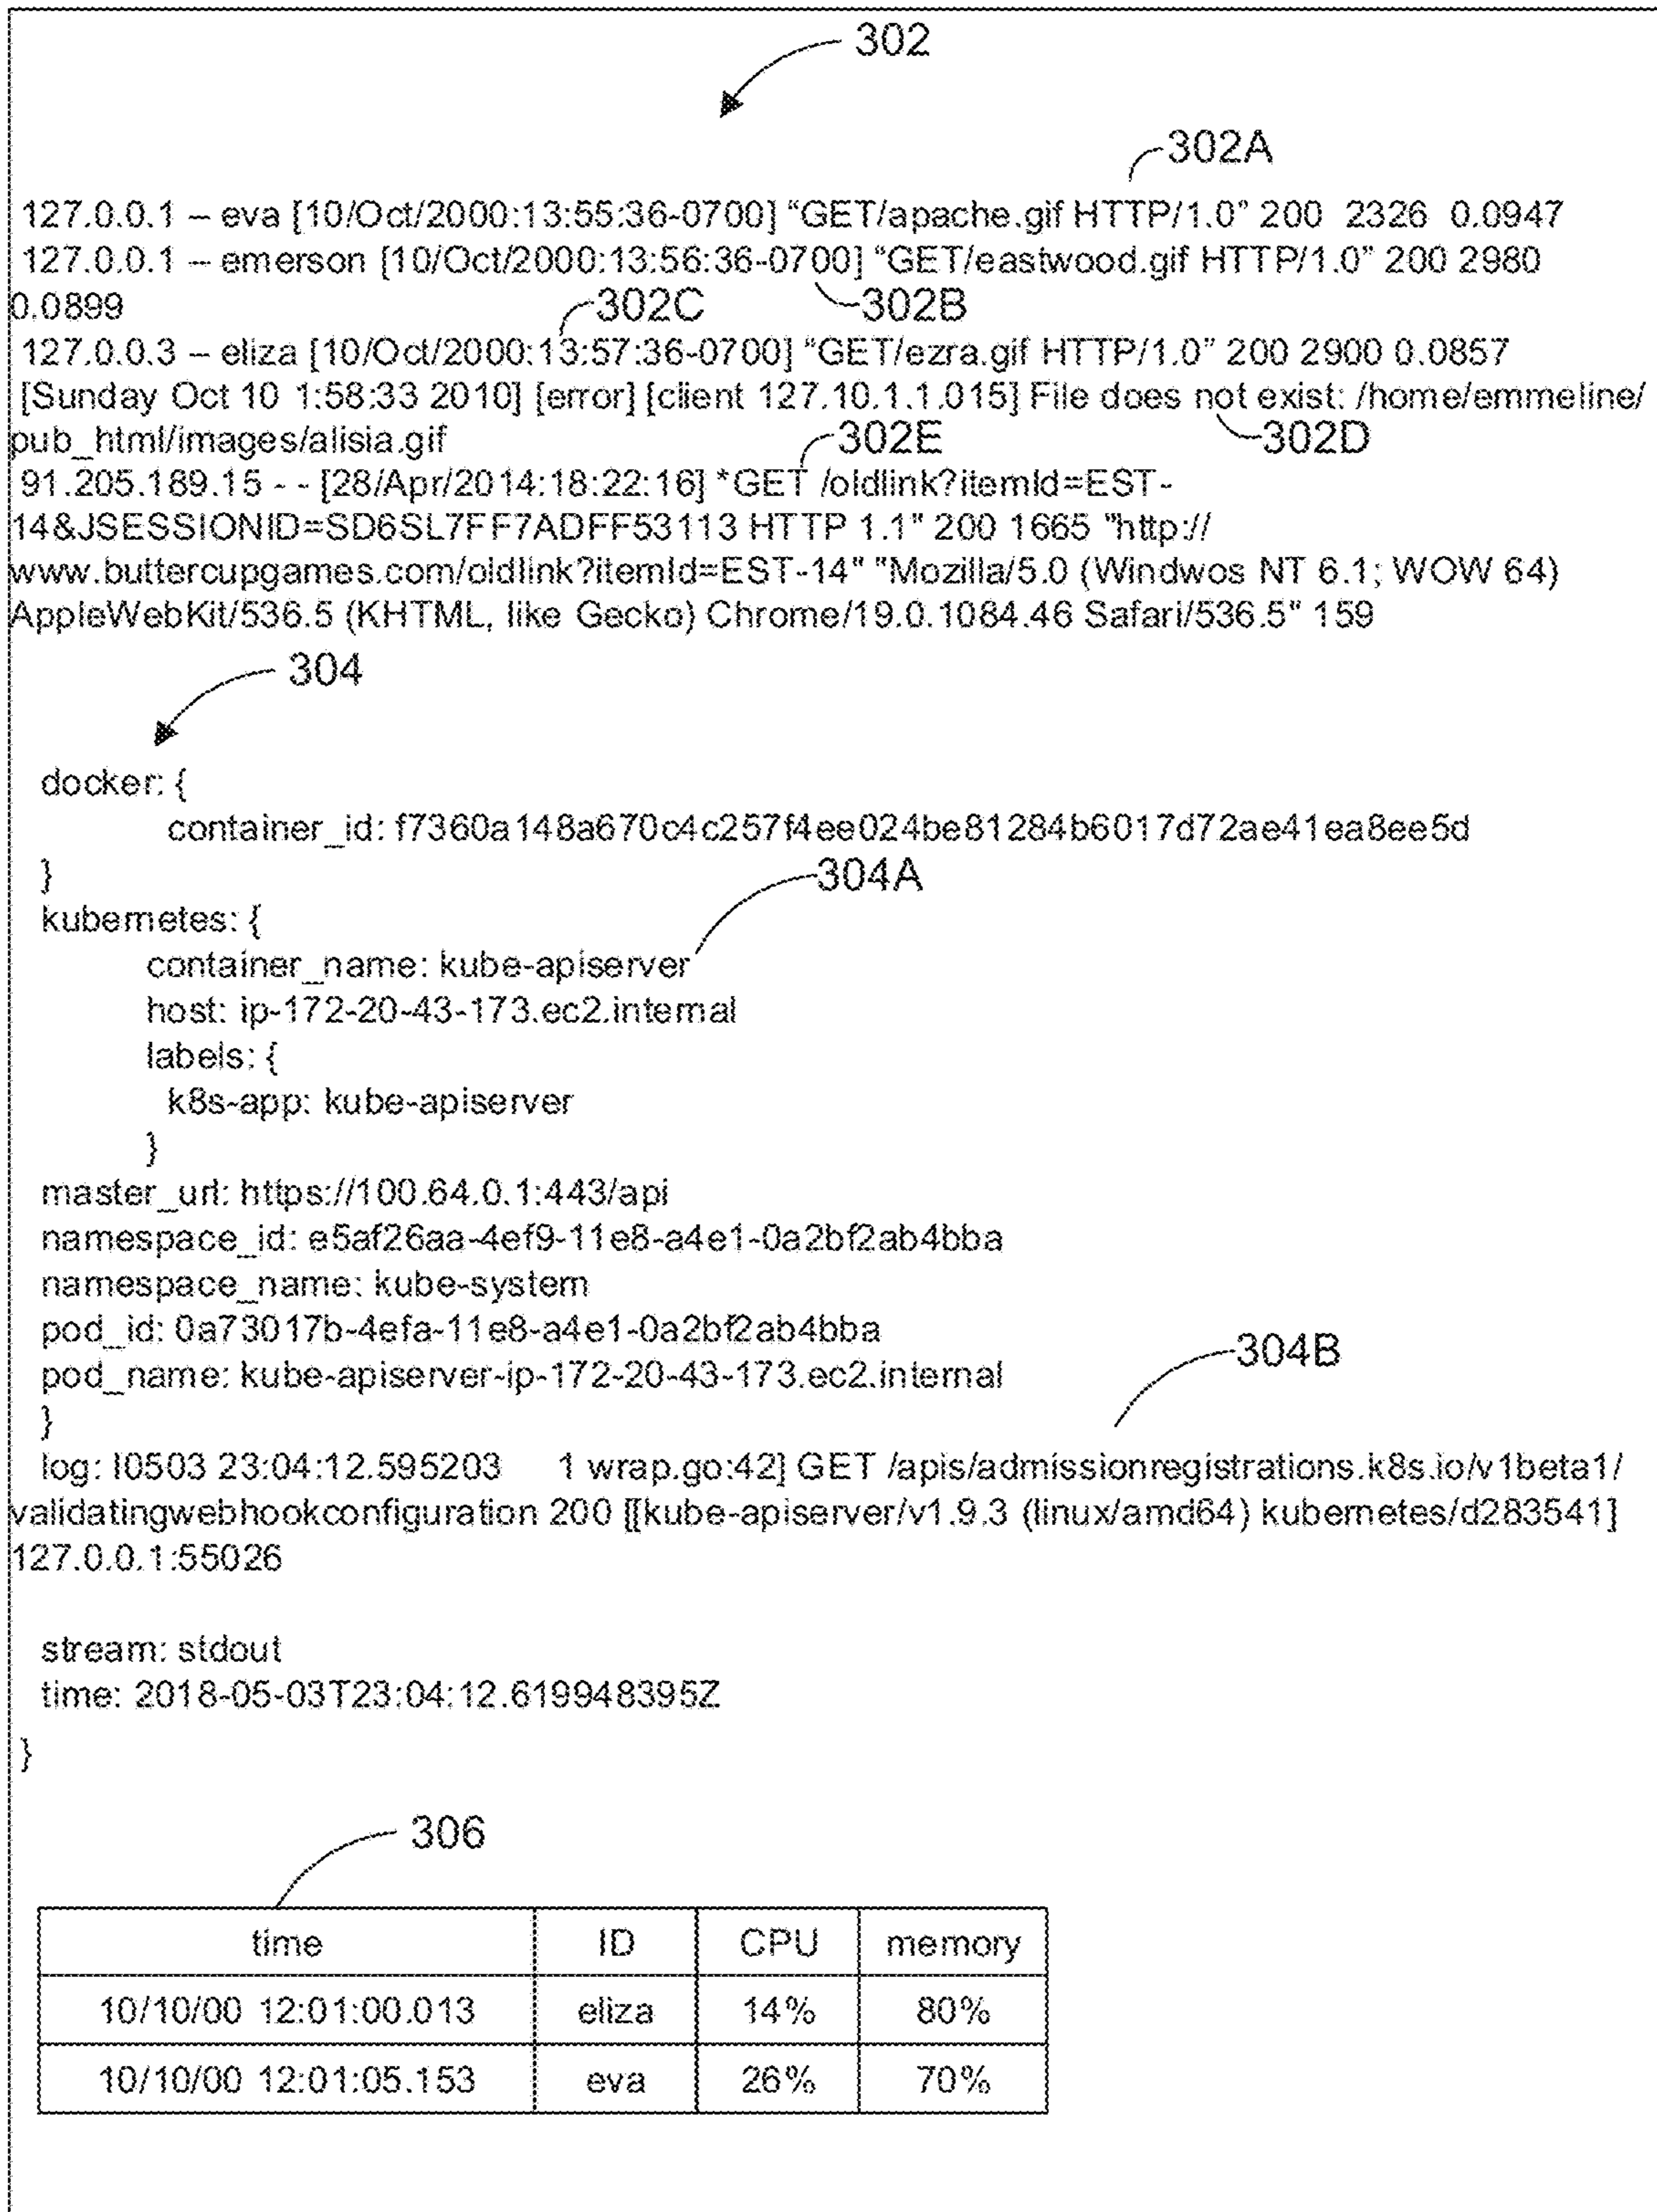 302
302A
127.0.0.1 – eva [10/Oct/2000:13:55:36-0700] “GET/apache.gif HTTP/1.0” 200 2326 0.0947
127.0.0.1 – emerson [10/Oct/2000:13:56:36-0700] “GET/eastwood.gif HTTP/1.0” 200 2980
0.0899
302C 302B
127.0.0.3 – eliza [10/Oct/2000:13:57:36-0700] “GET/ezra.gif HTTP/1.0” 200 2900 0.0857
[Sunday Oct 10 1:58:33 2010] [error] [client 127.10.1.1.015] File does not exist: /home/emmeline/
pub_html/images/alisia.gif
302E 302D
91.205.189.15 - - [28/Apr/2014:18:22:16] *GET /oldlink?itemId=EST-
14&JSESSIONID=SD6SL7FF7ADFF53113 HTTP 1.1" 200 1665 "http://
www.buttercupgames.com/oldlink?itemId=EST-14" "Mozilla/5.0 (Windwos NT 6.1; WOW 64)
AppleWebKit/536.5 (KHTML, like Gecko) Chrome/19.0.1084.46 Safari/536.5" 159
304
docker: {
container_id: f7360a148a670c4c257f4ee024be81284b6017d72ae41ea8ee5d
}
304A
kubernetes: {
container_name: kube-apiserver
host: ip-172-20-43-173.ec2.internal
labels: {
k8s-app: kube-apiserver
}
master_url: https://100.64.0.1:443/api
namespace_id: e5af26aa-4ef9-11e8-a4e1-0a2bf2ab4bba
namespace_name: kube-system
pod_id: 0a73017b-4efa-11e8-a4e1-0a2bf2ab4bba
304B
pod_name: kube-apiserver-ip-172-20-43-173.ec2.internal
}
log: I0503 23:04:12.595203 1 wrap.go:42] GET /apis/admissionregistrations.k8s.io/v1beta1/
validatingwebhookconfiguration 200 [[kube-apiserver/v1.9.3 (linux/amd64) kubernetes/d283541]
127.0.0.1:55026
stream: stdout
time: 2018-05-03T23:04:12.619948395Z
}
306
time ID CPU memory
10/10/00 12:01:00.013 eliza 14% 80%
10/10/00 12:01:05.153 eva 26% 70%